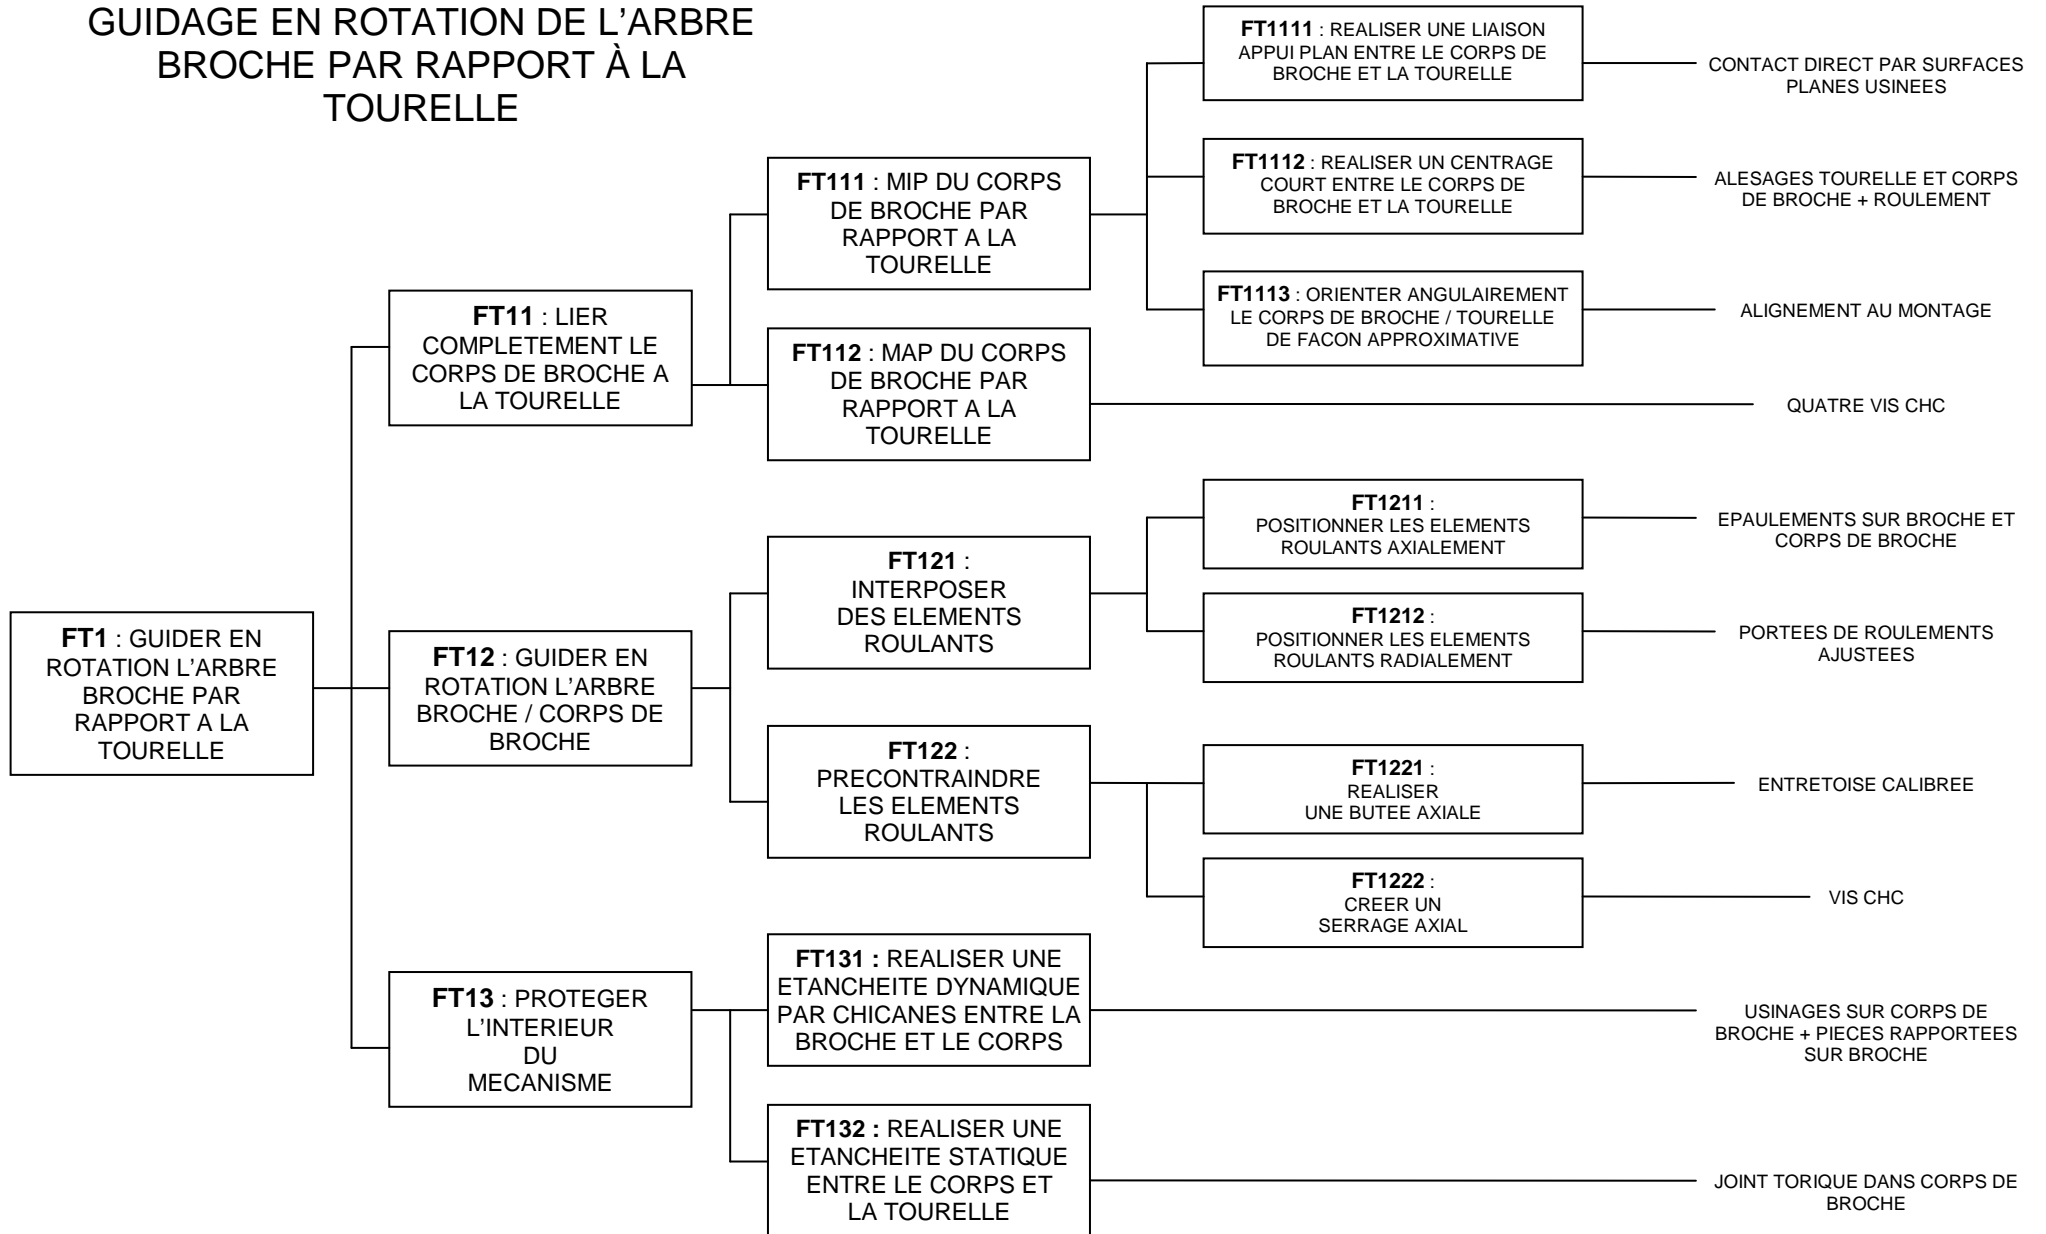 GUIDAGE EN ROTATION DE L’ARBRE
BROCHE PAR RAPPORT À LA
TOURELLE
FT1 : GUIDER EN
ROTATION L’ARBRE
BROCHE PAR
RAPPORT A LA
TOURELLE
FT11 : LIER
COMPLETEMENT LE
CORPS DE BROCHE A
LA TOURELLE
FT111 : MIP DU CORPS
DE BROCHE PAR
RAPPORT A LA
TOURELLE
FT1111 : REALISER UNE LIAISON
APPUI PLAN ENTRE LE CORPS DE
BROCHE ET LA TOURELLE
CONTACT DIRECT PAR SURFACES
PLANES USINEES
FT1112 : REALISER UN CENTRAGE
COURT ENTRE LE CORPS DE
BROCHE ET LA TOURELLE
ALESAGES TOURELLE ET CORPS
DE BROCHE + ROULEMENT
FT1113 : ORIENTER ANGULAIREMENT
LE CORPS DE BROCHE / TOURELLE
DE FACON APPROXIMATIVE
ALIGNEMENT AU MONTAGE
FT112 : MAP DU CORPS
DE BROCHE PAR
RAPPORT A LA
TOURELLE
QUATRE VIS CHC
FT12 : GUIDER EN
ROTATION L’ARBRE
BROCHE / CORPS DE
BROCHE
FT121 :
INTERPOSER
DES ELEMENTS
ROULANTS
FT1211 :
POSITIONNER LES ELEMENTS
ROULANTS AXIALEMENT
EPAULEMENTS SUR BROCHE ET
CORPS DE BROCHE
FT1212 :
POSITIONNER LES ELEMENTS
ROULANTS RADIALEMENT
PORTEES DE ROULEMENTS
AJUSTEES
FT122 :
PRECONTRAINDRE
LES ELEMENTS
ROULANTS
FT1221 :
REALISER
UNE BUTEE AXIALE
ENTRETOISE CALIBREE
FT1222 :
CREER UN
SERRAGE AXIAL
VIS CHC
FT13 : PROTEGER
L’INTERIEUR
DU
MECANISME
FT131 : REALISER UNE
ETANCHEITE DYNAMIQUE
PAR CHICANES ENTRE LA
BROCHE ET LE CORPS
USINAGES SUR CORPS DE
BROCHE + PIECES RAPPORTEES
SUR BROCHE
FT132 : REALISER UNE
ETANCHEITE STATIQUE
ENTRE LE CORPS ET
LA TOURELLE
JOINT TORIQUE DANS CORPS DE
BROCHE